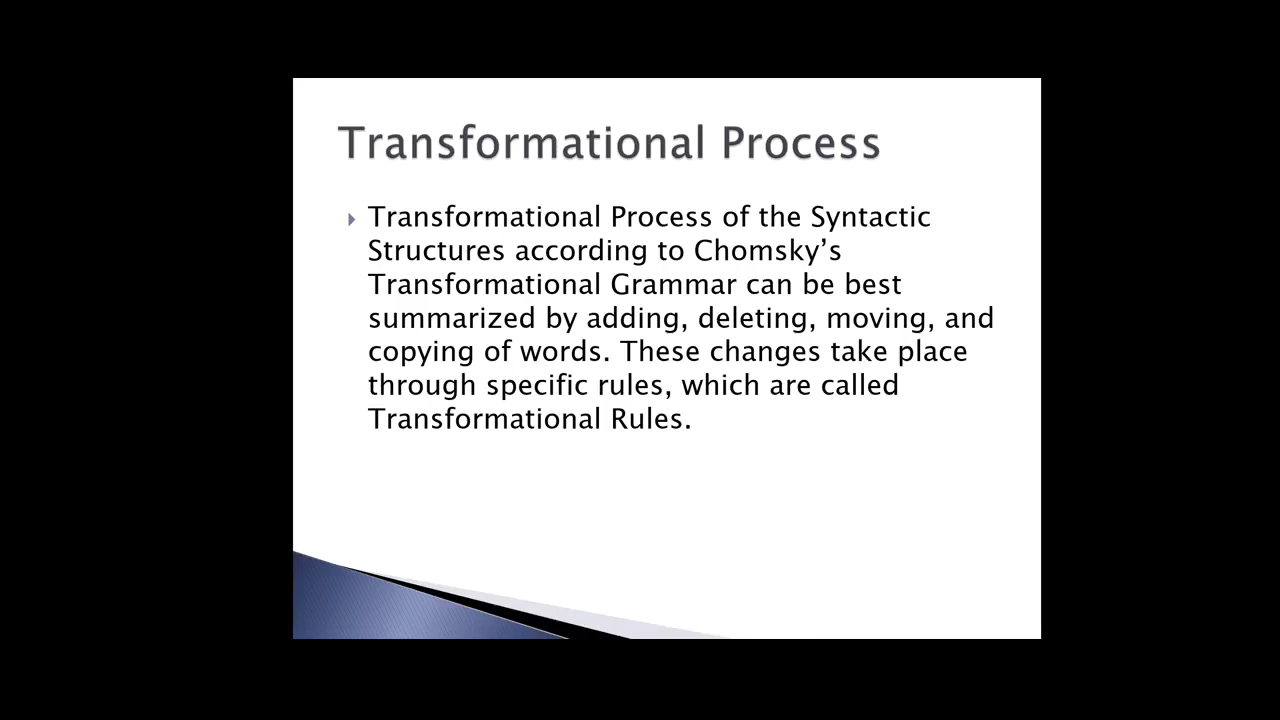 Transformational Process
Transformational Process of the Syntactic
Structures according to Chomsky’s
Transformational Grammar can be best
summarized by adding, deleting, moving, and
copying of words. These changes take place
through specific rules, which are called
Transformational Rules.